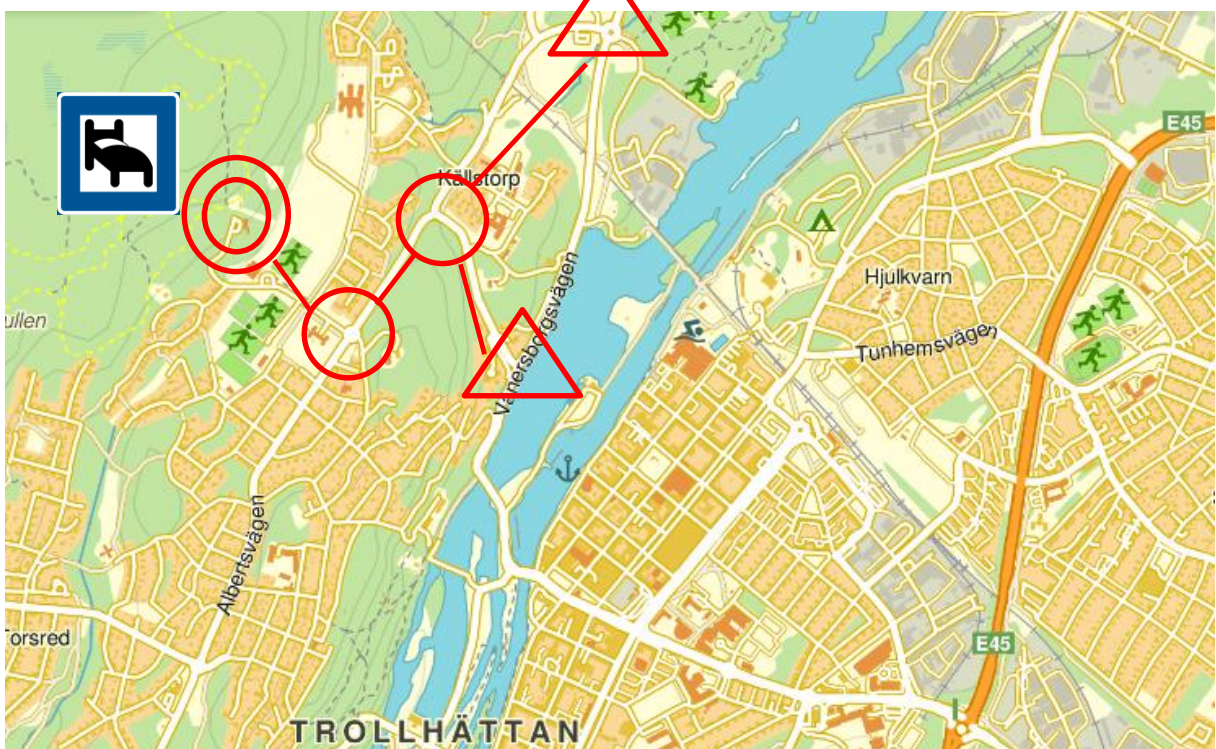 E45
Källstorp
Hjulkvarn
ullen
Vänersborgsvägen
Tunhemsvägen
Albertsvägen
Torsred
E45
TROLLHÄTTAN